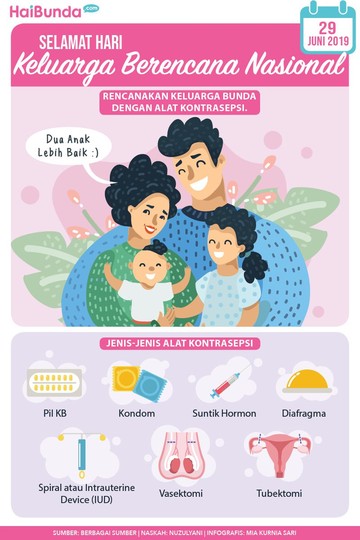 HaiBunda.com
29
JUNI 2019
SELAMAT HARI
Keluarga Berencana Nasional
RENCANAKAN KELUARGA BUNDA
DENGAN ALAT KONTRASEPSI.
Dua Anak
Lebih Baik :)
JENIS-JENIS ALAT KONTRASEPSI
Pil KB
Kondom
Suntik Hormon
Diafragma
Spiral atau Intrauterine
Device (IUD)
Vasektomi
Tubektomi
SUMBER: BERBAGAI SUMBER | NASKAH: NUZULYANI | INFOGRAFIS: MIA KURNIA SARI